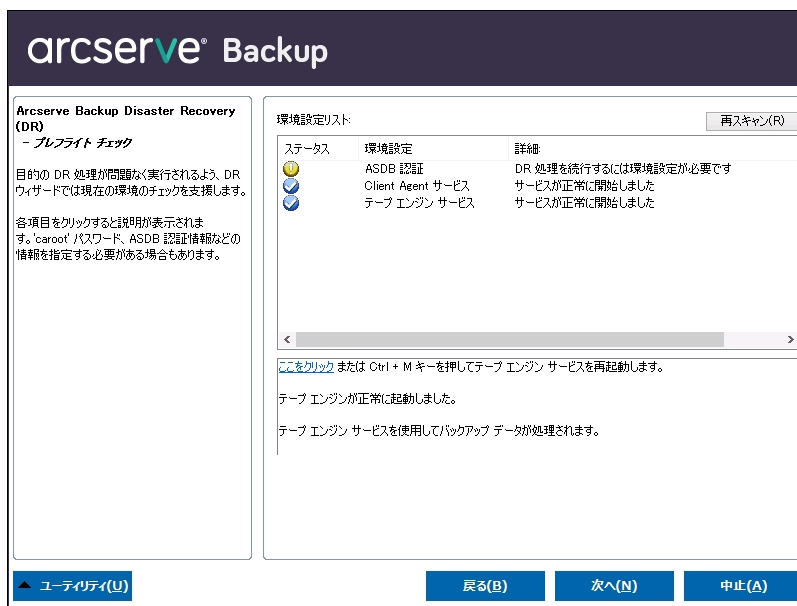 arcserve® Backup
Arcserve Backup Disaster Recovery
(DR)
- プレフライト チェック
目的の DR 処理が問題なく実行されるよう、DR
ウィザードでは現在の環境のチェックを支援します。
各項目をクリックすると説明が表示されま
す。'caroot' パスワード、ASDB 認証情報などの
情報を指定する必要がある場合もあります。
環境設定リスト:
再スキャン(R)
ステータス 環境設定 詳細:
ASDB 認証 DR 処理を続行するには環境設定が必要です
Client Agent サービス サービスが正常に開始しました
テープ エンジン サービス サービスが正常に開始しました
ここをクリック または Ctrl + M キーを押してテープ エンジン サービスを再起動します。
テープ エンジンが正常に起動しました。
テープ エンジン サービスを使用してバックアップ データが処理されます。
ユーティリティ(U)
戻る(B)
次へ(N)
中止(A)